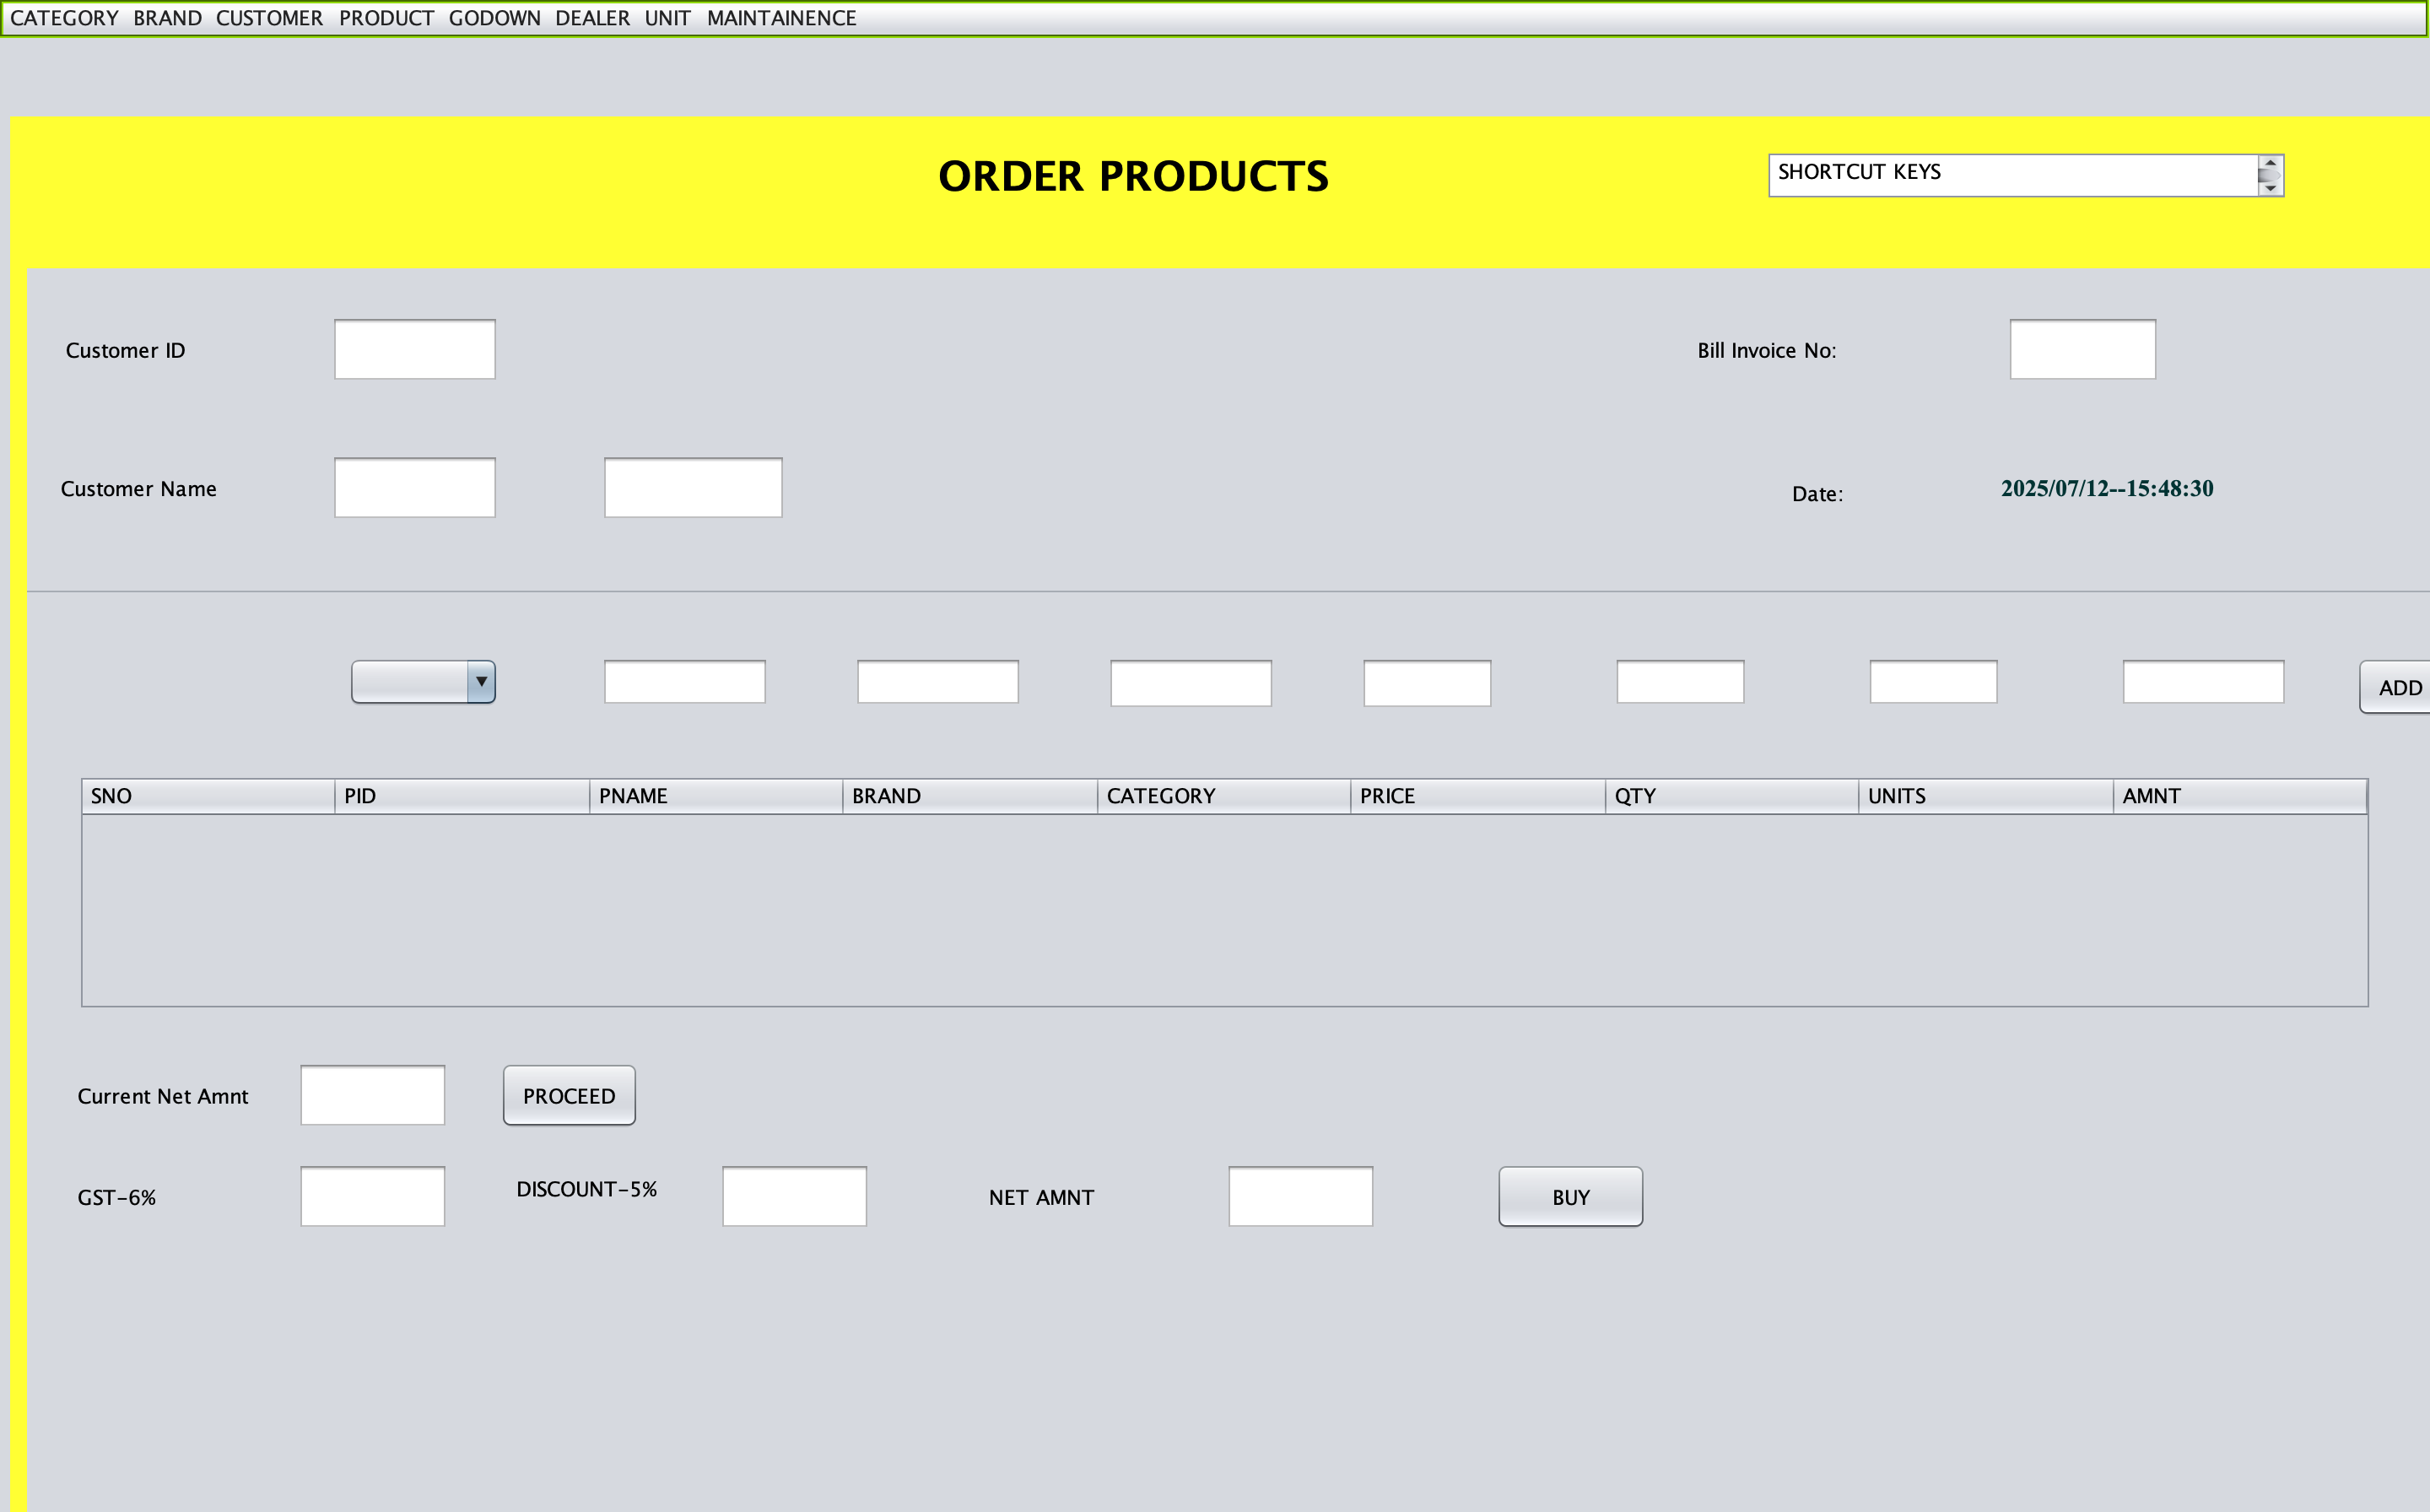 CATEGORY BRAND CUSTOMER PRODUCT GODOWN DEALER UNIT MAINTAINENCE
ORDER PRODUCTS
SHORTCUT KEYS
Customer ID
Bill Invoice No:
Customer Name
Date:
2025/07/12--15:48:30
ADD
SNO PID PNAME BRAND CATEGORY PRICE QTY UNITS AMNT
Current Net Amnt
PROCEED
GST-6%
DISCOUNT-5%
NET AMNT
BUY